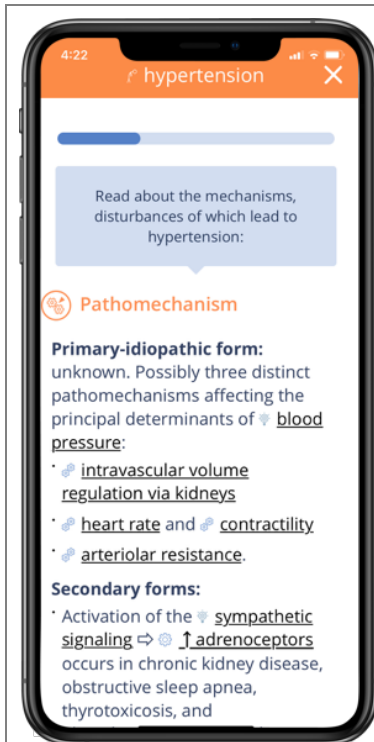 4:22
hypertension
Read about the mechanisms,
disturbances of which lead to
hypertension:
Pathomechanism
Primary-idiopathic form:
unknown. Possibly three distinct
pathomechanisms affecting the
principal determinants of blood
pressure:
· intravascular volume
regulation via kidneys
· heart rate and contractility
· arteriolar resistance.
Secondary forms:
· Activation of the sympathetic
signaling ⇨ ↑ adrenoceptors
occurs in chronic kidney disease,
obstructive sleep apnea,
thyrotoxicosis, and